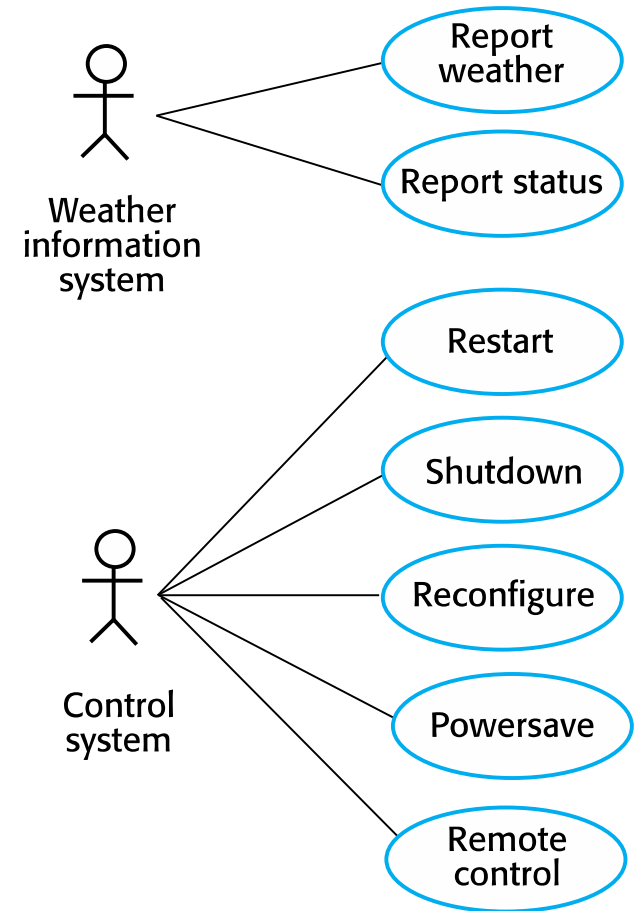 Report
weather
Report status
Weather
information
system
Restart
Shutdown
Reconfigure
Powersave
Control
system
Remote
control